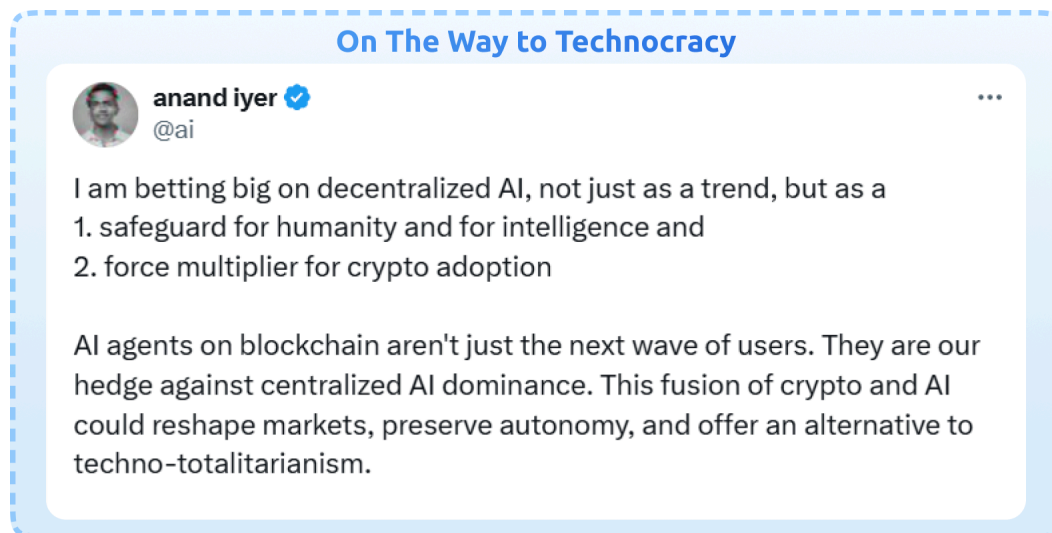 On The Way to Technocracy
anand iyer
@ai
I am betting big on decentralized AI, not just as a trend, but as a
1. safeguard for humanity and for intelligence and
2. force multiplier for crypto adoption
AI agents on blockchain aren't just the next wave of users. They are our
hedge against centralized AI dominance. This fusion of crypto and AI
could reshape markets, preserve autonomy, and offer an alternative to
techno-totalitarianism.